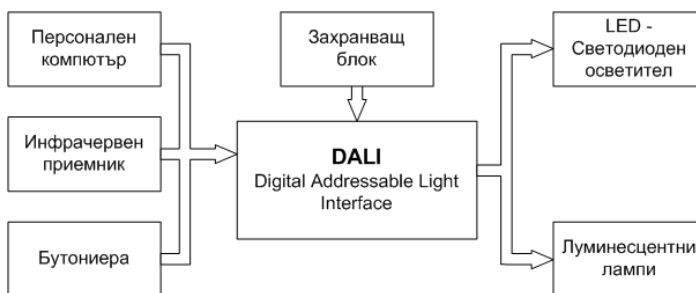 Персонален
компютър
Захранващ
блок
LED -
Светодиоден
осветител
Инфрачервен
приемник
DALI
Digital Addressable Light
Interface
Бутониера
Луминесцентни
лампи